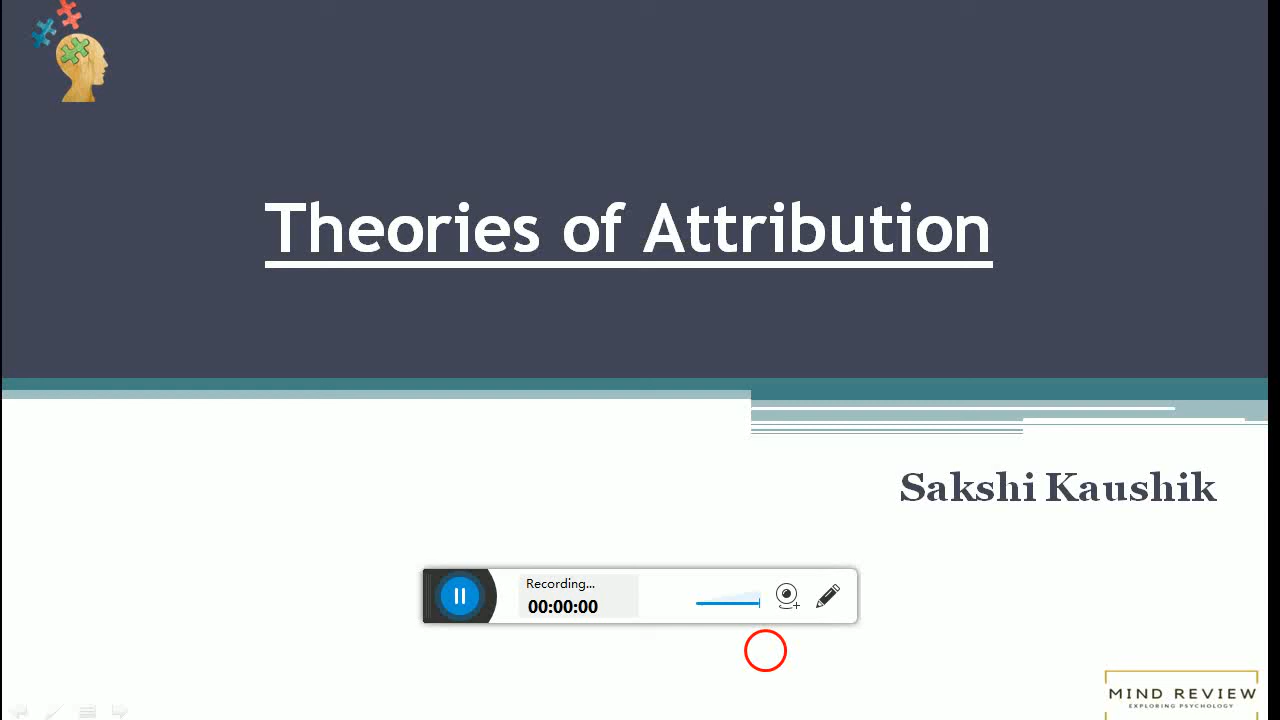 Theories of Attribution
Sakshi Kaushik
Recording...
00:00:00
MIND REVIEW
EXPLORING PSYCHOLOGY